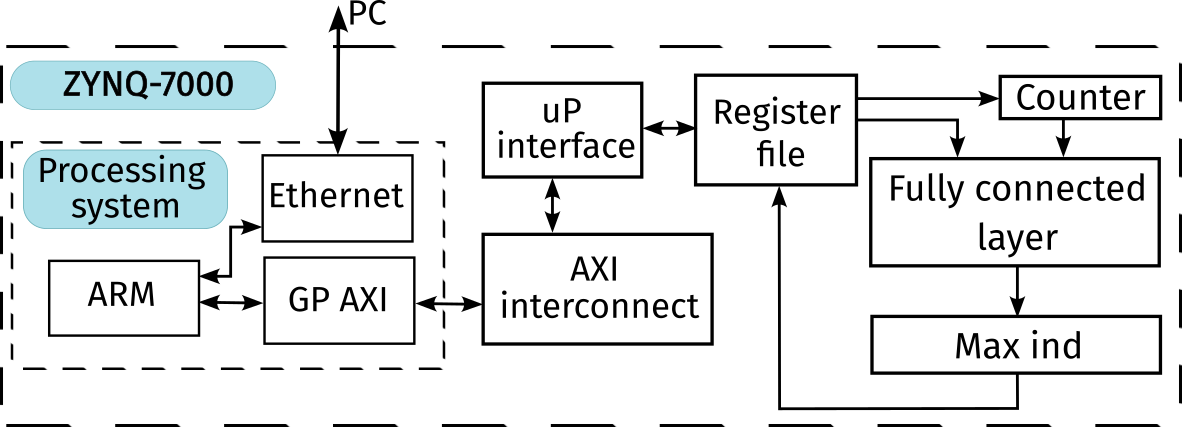 PC
ZYNQ-7000
Processing
system
Ethernet
ARM
GP AXI
uP
interface
AXI
interconnect
Register
file
Counter
Fully connected
layer
Max ind